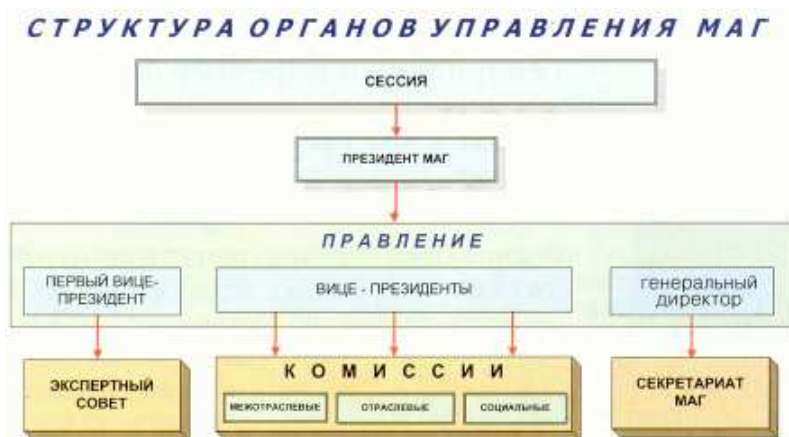 СТРУКТУРА ОРГАНОВ УПРАВЛЕНИЯ МАГ
СЕССИЯ
ПРЕЗИДЕНТ МАГ
ПРАВЛЕНИЕ
ПЕРВЫЙ ВИЦЕ-
ПРЕЗИДЕНТ
ВИЦЕ - ПРЕЗИДЕНТЫ
генеральный
директор
ЭКСПЕРТНЫЙ
СОВЕТ
КОМИССИИ
МЕЖОТРАСЛЕВЫЕ
ОТРАСЛЕВЫЕ
СОЦИАЛЬНЫЕ
СЕКРЕТАРИАТ
МАГ